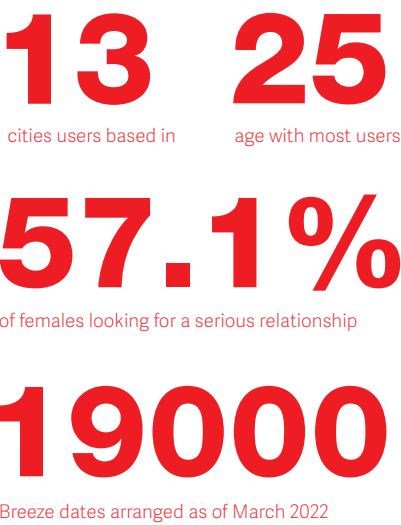 13 25
cities users based in age with most users
57.1%
of females looking for a serious relationship
19000
Breeze dates arranged as of March 2022